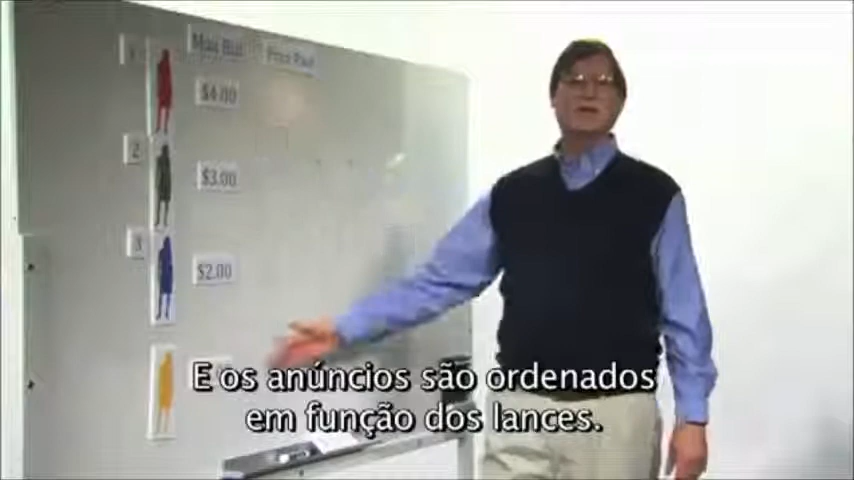 Max Bid Price Paid
1
$4.00
2
$3.00
3
$2.00
E os anúncios são ordenados
em função dos lances.